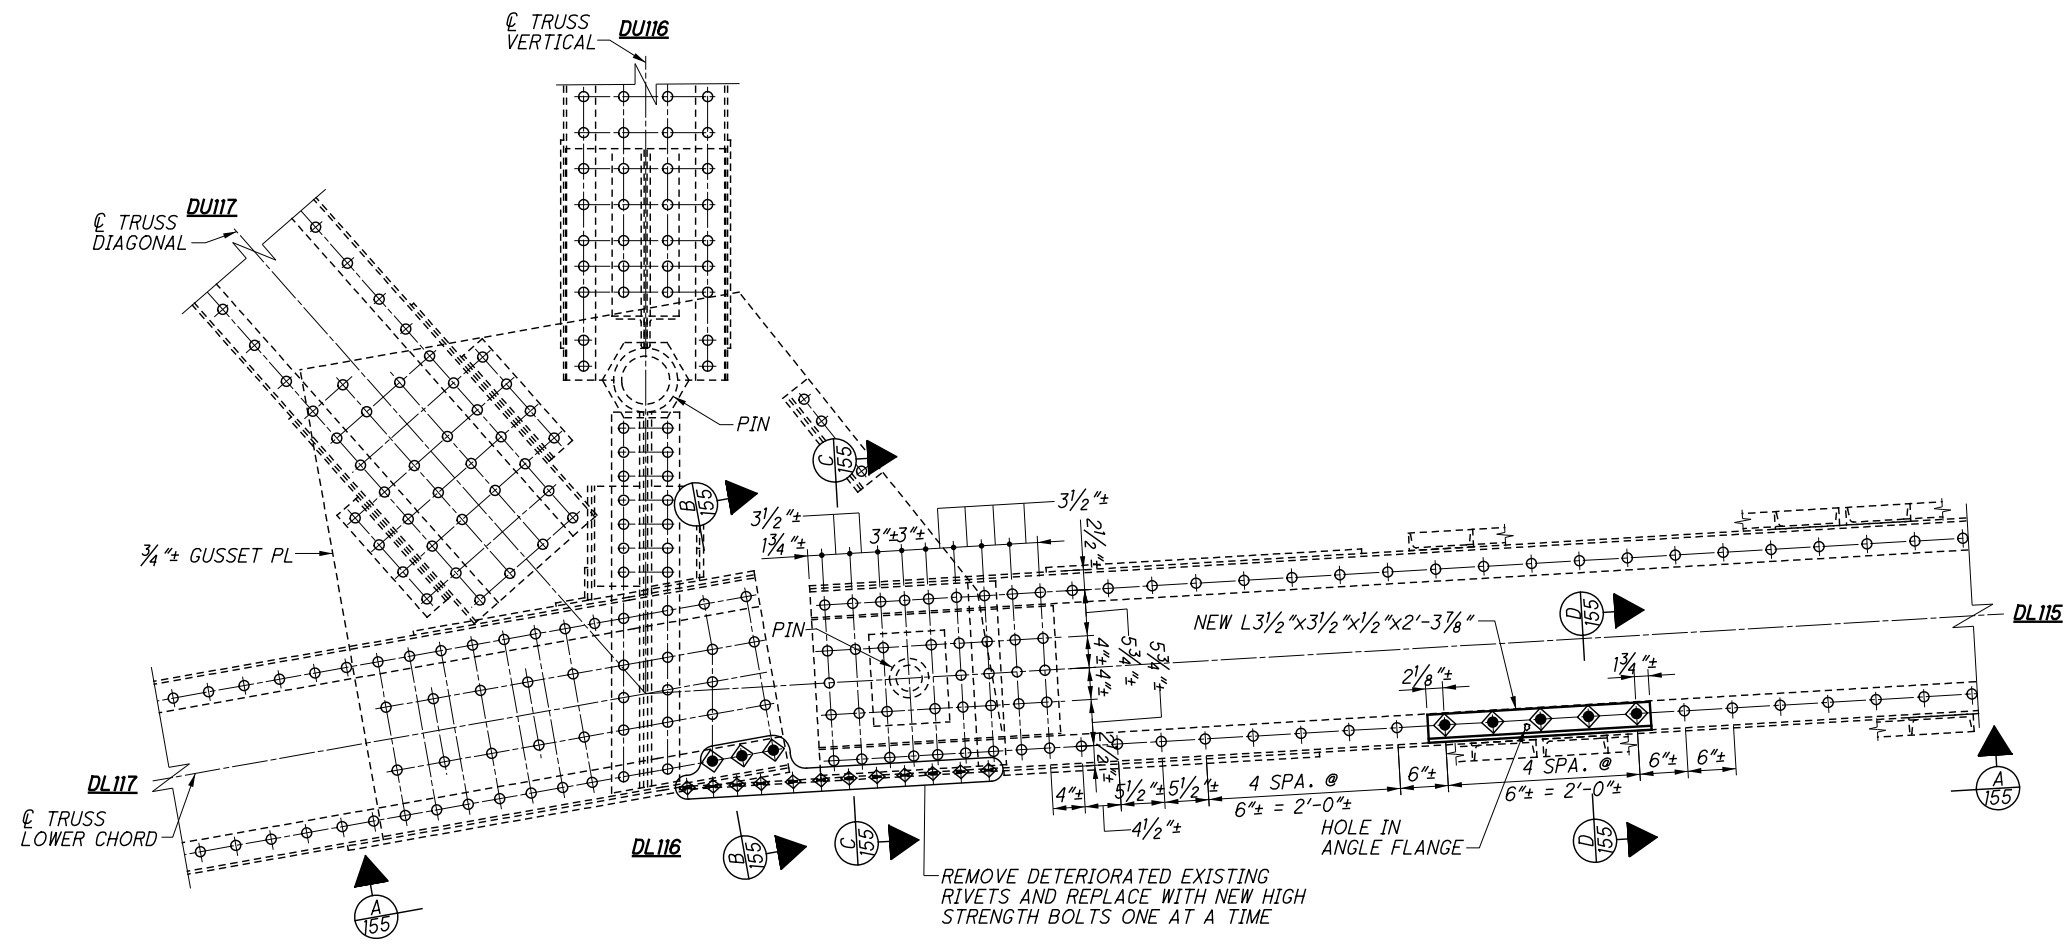 ℄ TRUSS
VERTICAL
DU116
DU117
℄ TRUSS
DIAGONAL
PIN
C
155
B
155
3½"±
1¾"±
3"±
3"±
3½"±
2½"±
¾"± GUSSET PL
PIN
NEW L3½"x3½"x½"x2'-3⅞"
D
155
DL115
5¾"±
5¾"±
4"±
4"±
2½"±
2⅛"±
1¾"±
DL117
℄ TRUSS
LOWER CHORD
4"±
5½"±
5½"±
4½"±
4 SPA. @
6"± = 2'-0"±
6"±
4 SPA. @
6"± = 2'-0"±
6"±
6"±
A
155
HOLE IN
ANGLE FLANGE
D
155
DL116
B
155
C
155
REMOVE DETERIORATED EXISTING
RIVETS AND REPLACE WITH NEW HIGH
STRENGTH BOLTS ONE AT A TIME
A
155